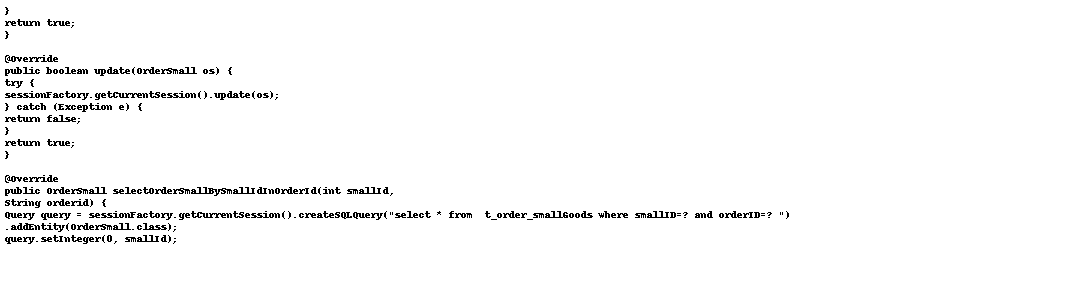 }
return true;
}
@Override
public boolean update(OrderSmall os) {
try {
sessionFactory.getCurrentSession().update(os);
} catch (Exception e) {
return false;
}
return true;
}
@Override
public OrderSmall selectOrderSmallBySmallIdInOrderId(int smallId,
String orderid) {
Query query = sessionFactory.getCurrentSession().createSQLQuery("select * from  t_order_smallGoods where smallID=? and orderID=? ")
.addEntity(OrderSmall.class);
query.setInteger(0, smallId);